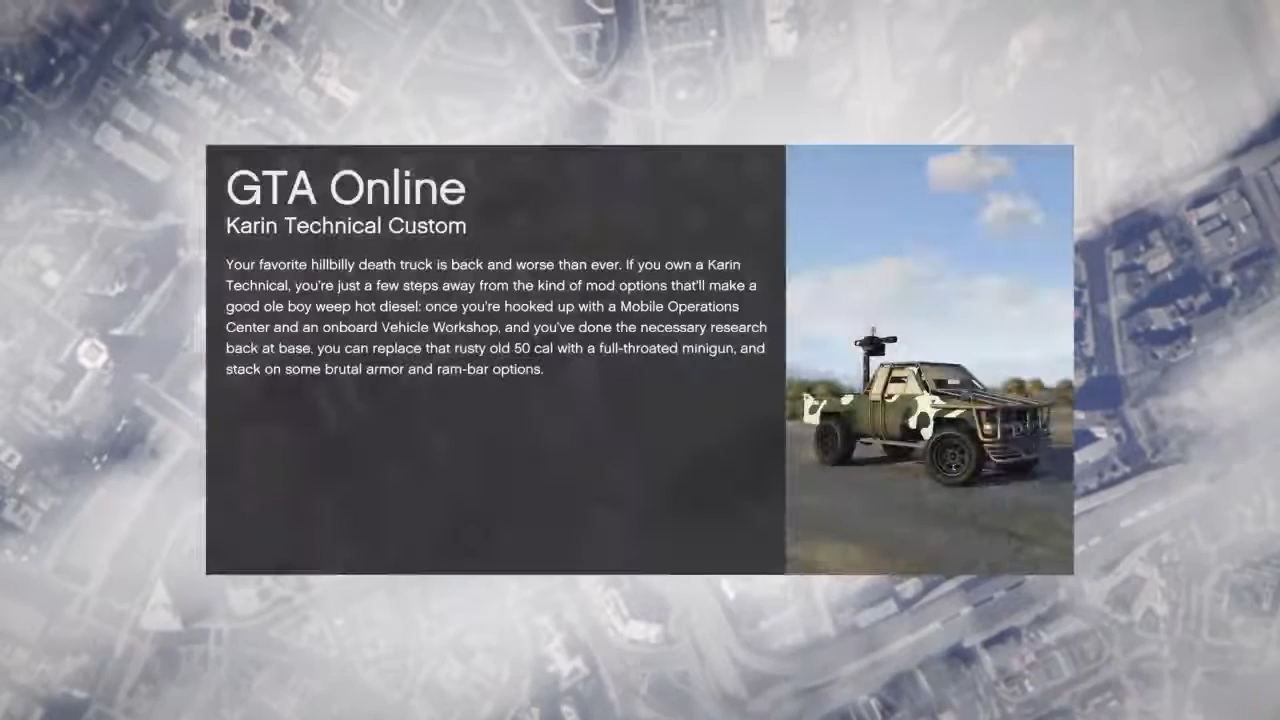 GTA Online
Karin Technical Custom
Your favorite hillbilly death truck is back and worse than ever. If you own a Karin
Technical, you're just a few steps away from the kind of mod options that'll make a
good ole boy weep hot diesel: once you're hooked up with a Mobile Operations
Center and an onboard Vehicle Workshop, and you've done the necessary research
back at base, you can replace that rusty old 50 cal with a full-throated minigun, and
stack on some brutal armor and ram-bar options.